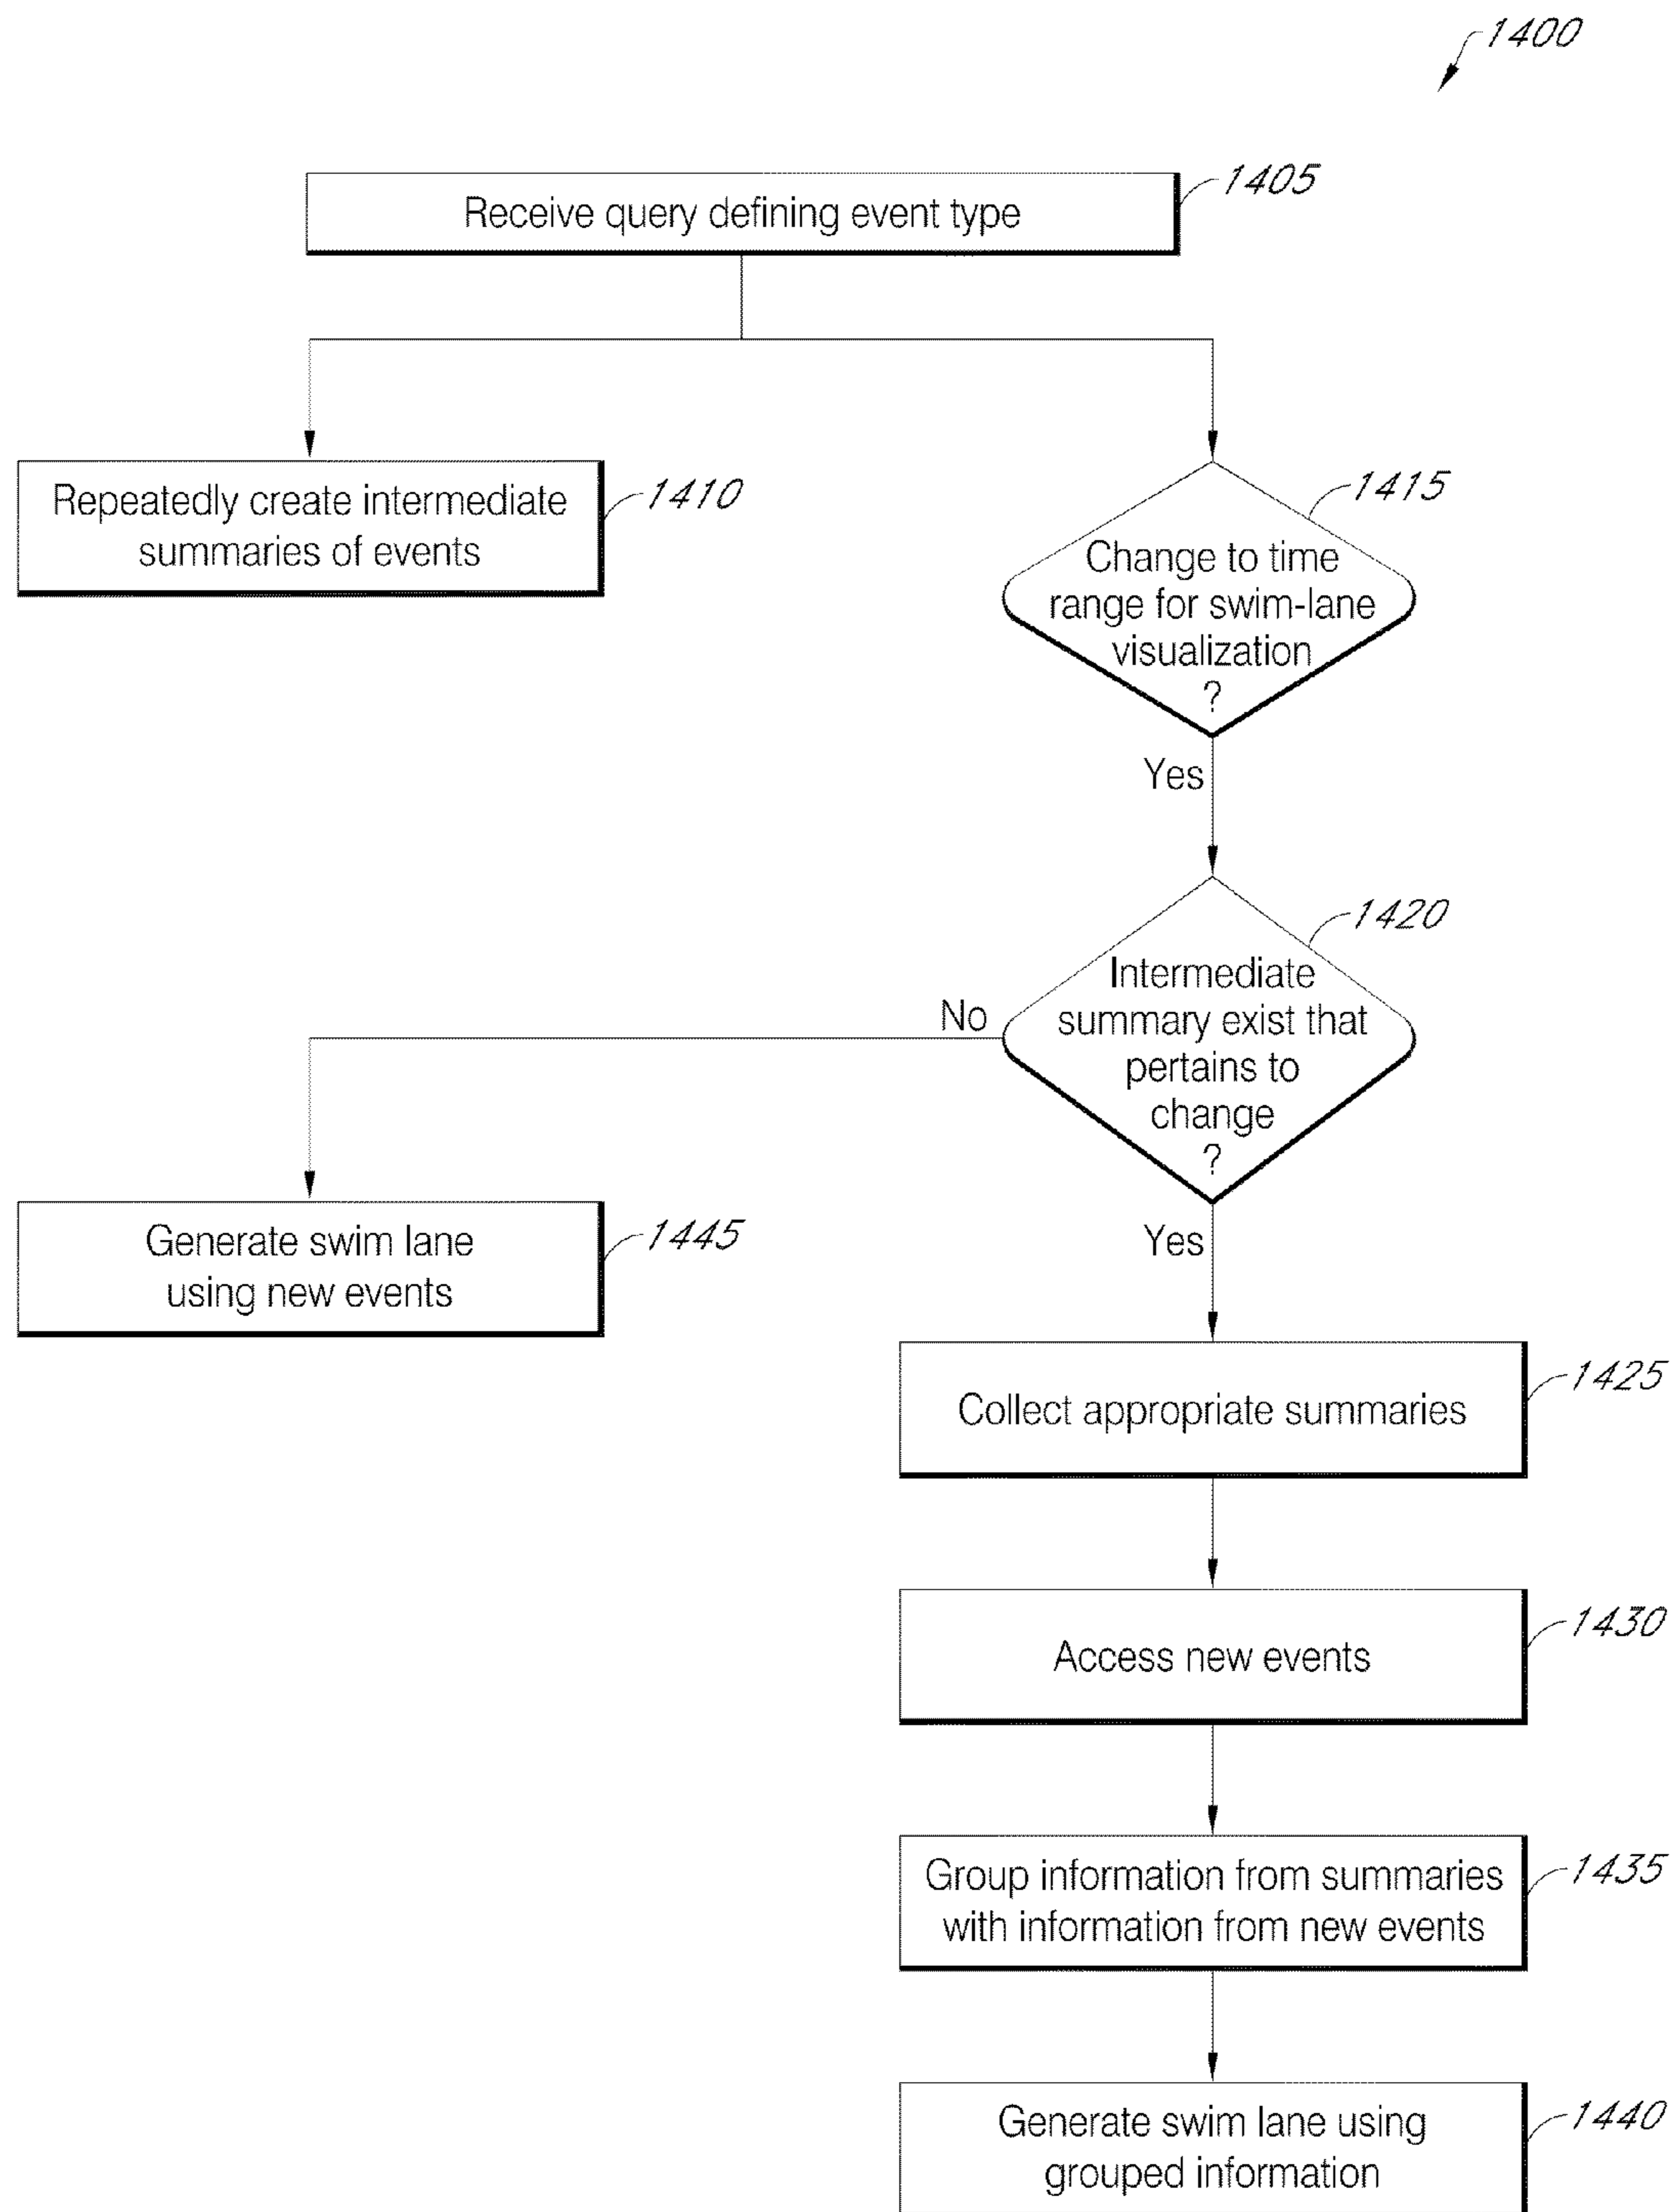 1400
Receive query defining event type
1405
Repeatedly create intermediate
summaries of events
1410
1415
Change to time
range for swim-lane
visualization
?
Yes
1420
Intermediate
summary exist that
pertains to
change
?
No
Generate swim lane
using new events
1445
Yes
Collect appropriate summaries
1425
Access new events
1430
Group information from summaries
with information from new events
1435
Generate swim lane using
grouped information
1440